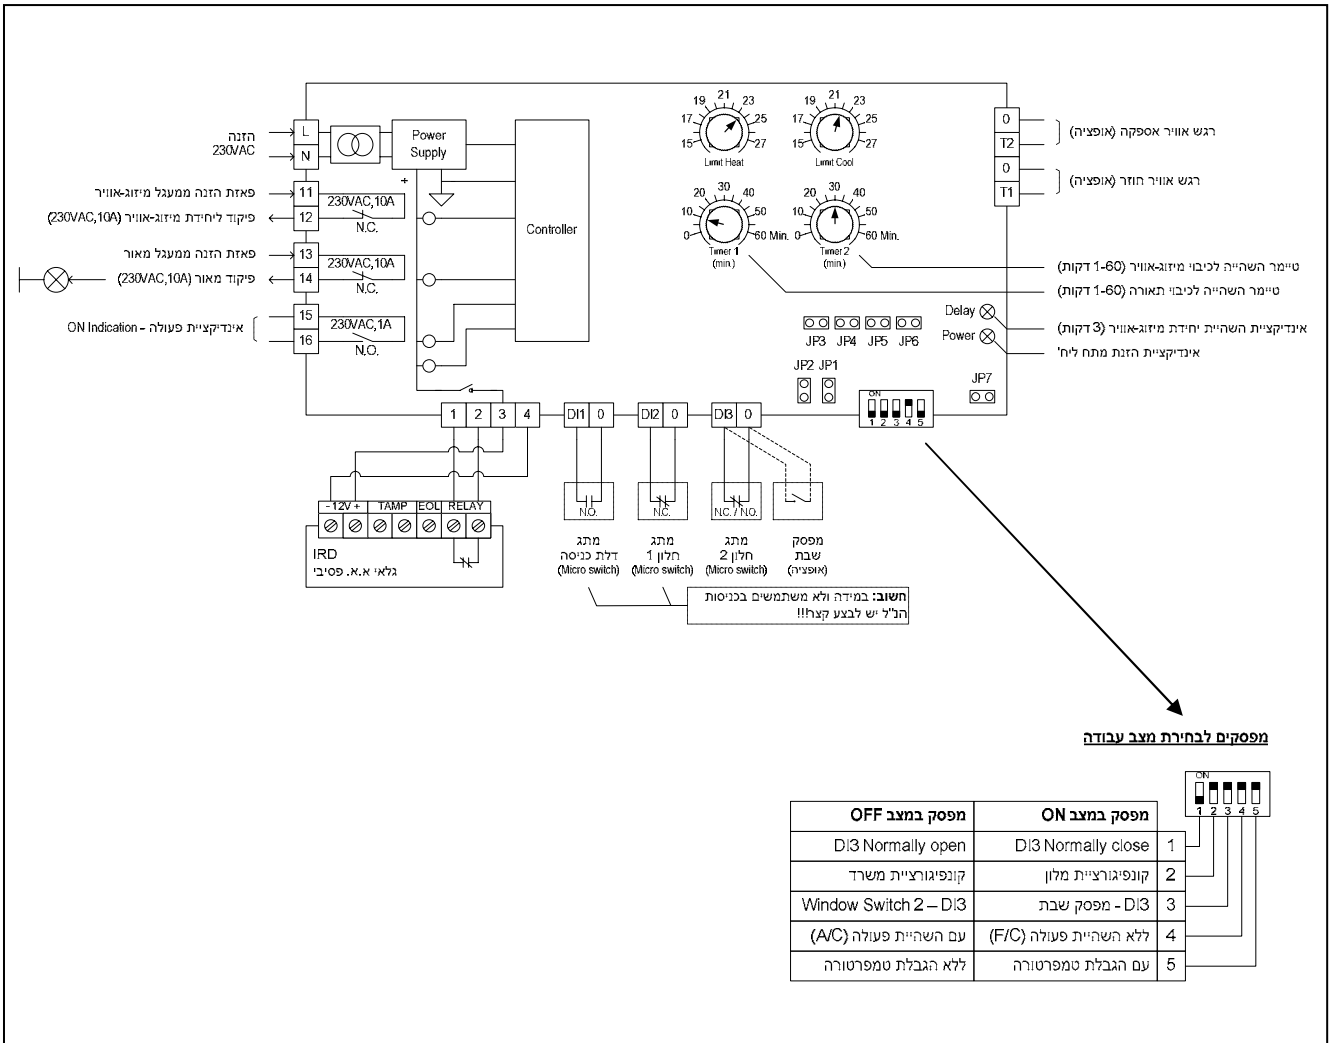 19 21 23
17 25
15 27
Limit Heat
19 21 23
17 25
15 27
Limit Cool
20 30 40
10 50
0 60 Min.
Timer 1
(min.)
20 30 40
10 50
0 60 Min.
Timer 2
(min.)
הזנה
230VAC
L
N
Power
Supply
+
Controller
פאזת הזנה ממעגל מיזוג-אוויר
11
230VAC,10A
פיקוד ליחידת מיזוג-אוויר (230VAC,10A)
12
N.C.
פאזת הזנה ממעגל מאור
13
230VAC,10A
פיקוד מאור (230VAC,10A)
14
N.C.
15
אינדיקציית פעולה - ON Indication
230VAC,1A
16
N.O.
0
T2
רגש אוויר אספקה (אופציה)
0
T1
רגש אוויר חוזר (אופציה)
טיימר השהייה לכיבוי מיזוג-אוויר (1-60 דקות)
טיימר השהייה לכיבוי תאורה (1-60 דקות)
Delay
אינדיקציית השהיית יחידת מיזוג-אוויר (3 דקות)
Power
אינדיקציית הזנת מתח ליח'
JP3 JP4 JP5 JP6
JP2 JP1
JP7
ON
1 2 3 4 5
1 2 3 4
DI1 0
DI2 0
DI3 0
- 12V + TAMP EOL RELAY
IRD
גלאי א.א. פסיבי
N.O.
N.C.
N.C. / N.O.
מתג
דלת כניסה
(Micro switch)
מתג
חלון 1
(Micro switch)
מתג
חלון 2
(Micro switch)
מפסק
שבת
(אופציה)
חשוב: במידה ולא משתמשים בכניסות
הנ"ל יש לבצע קצר!!!
מפסקים לבחירת מצב עבודה
ON
1 2 3 4 5
מפסק במצב ON מפסק במצב OFF
1 DI3 Normally close DI3 Normally open
2 קונפיגורציית מלון קונפיגורציית משרד
3 DI3 - מפסק שבת Window Switch 2 – DI3
4 ללא השהיית פעולה (F/C) עם השהיית פעולה (A/C)
5 עם הגבלת טמפרטורה ללא הגבלת טמפרטורה